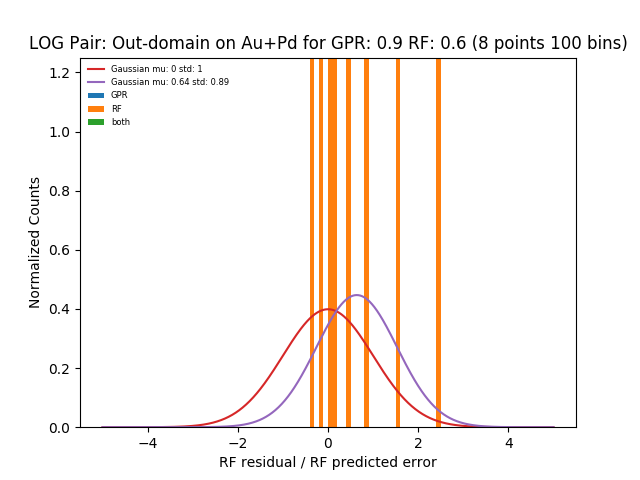 LOG Pair: Out-domain on Au+Pd for GPR: 0.9 RF: 0.6 (8 points 100 bins)
Gaussian mu: 0 std: 1
Gaussian mu: 0.64 std: 0.89
GPR
RF
both
1.2
1.0
0.8
0.6
0.4
0.2
0.0
Normalized Counts
−4 −2 0 2 4
RF residual / RF predicted error